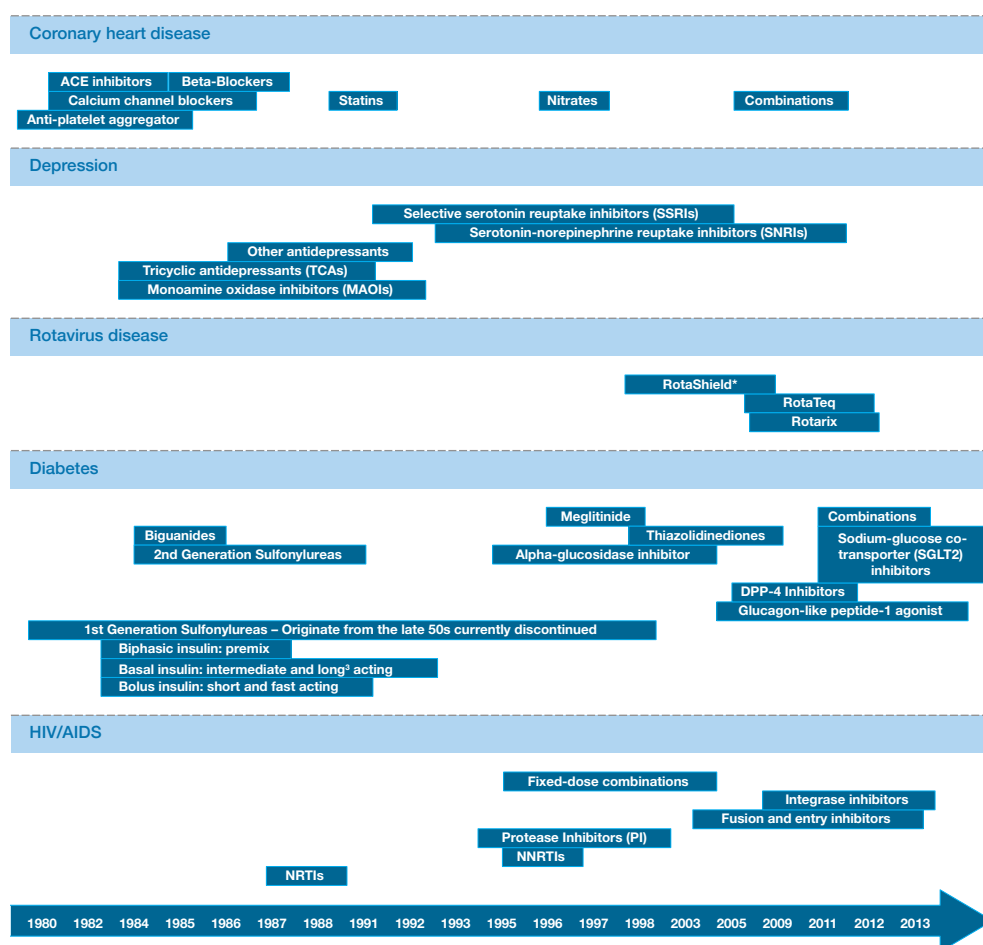 Coronary heart disease
ACE inhibitors
Beta-Blockers
Calcium channel blockers
Statins
Nitrates
Combinations
Anti-platelet aggregator
Depression
Selective serotonin reuptake inhibitors (SSRIs)
Serotonin-norepinephrine reuptake inhibitors (SNRIs)
Other antidepressants
Tricyclic antidepressants (TCAs)
Monoamine oxidase inhibitors (MAOIs)
Rotavirus disease
RotaShield*
RotaTeq
Rotarix
Diabetes
Meglitinide
Combinations
Biguanides
Thiazolidinediones
2nd Generation Sulfonylureas
Alpha-glucosidase inhibitor
Sodium-glucose co-
transporter (SGLT2)
inhibitors
DPP-4 Inhibitors
Glucagon-like peptide-1 agonist
1st Generation Sulfonylureas – Originate from the late 50s currently discontinued
Biphasic insulin: premix
Basal insulin: intermediate and long³ acting
Bolus insulin: short and fast acting
HIV/AIDS
Fixed-dose combinations
Integrase inhibitors
Fusion and entry inhibitors
Protease Inhibitors (PI)
NNRTIs
NRTIs
1980 1982 1984 1985 1986 1987 1988 1991 1992 1993 1995 1996 1997 1998 2003 2005 2009 2011 2012 2013